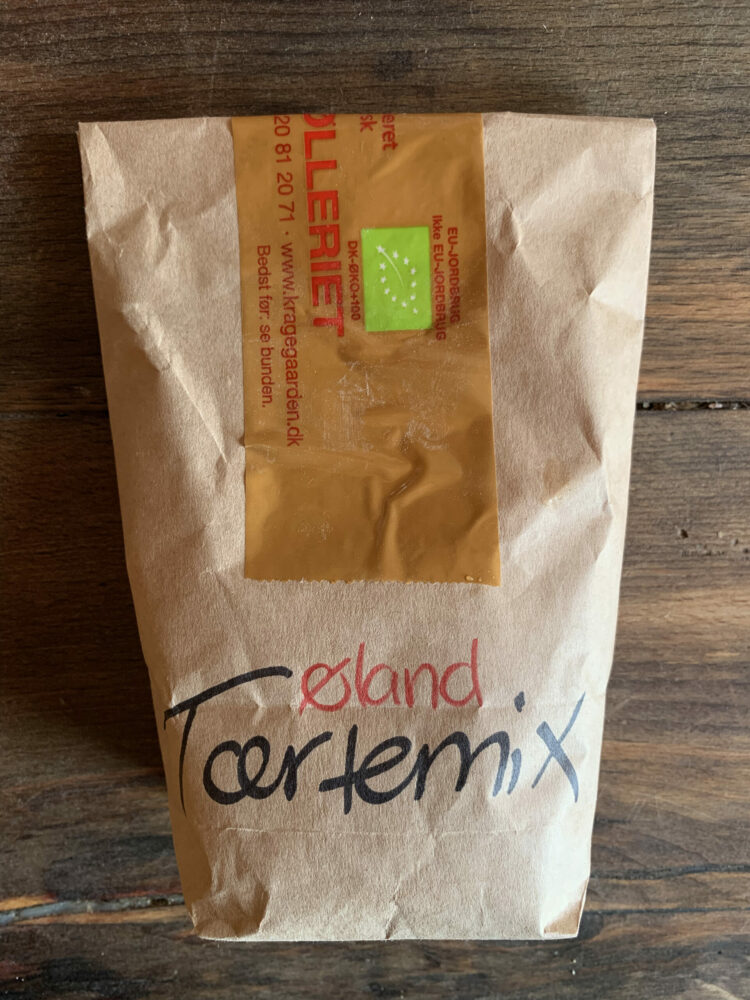 EU-JORDBRUG
Ikke EU-JORDBRUG
eret
sk
DK-ØKO+100
ØLLERIET
20 81 20 71 · www.kragegaarden.dk
Bedst før: se bunden.
øland
Tærtemix